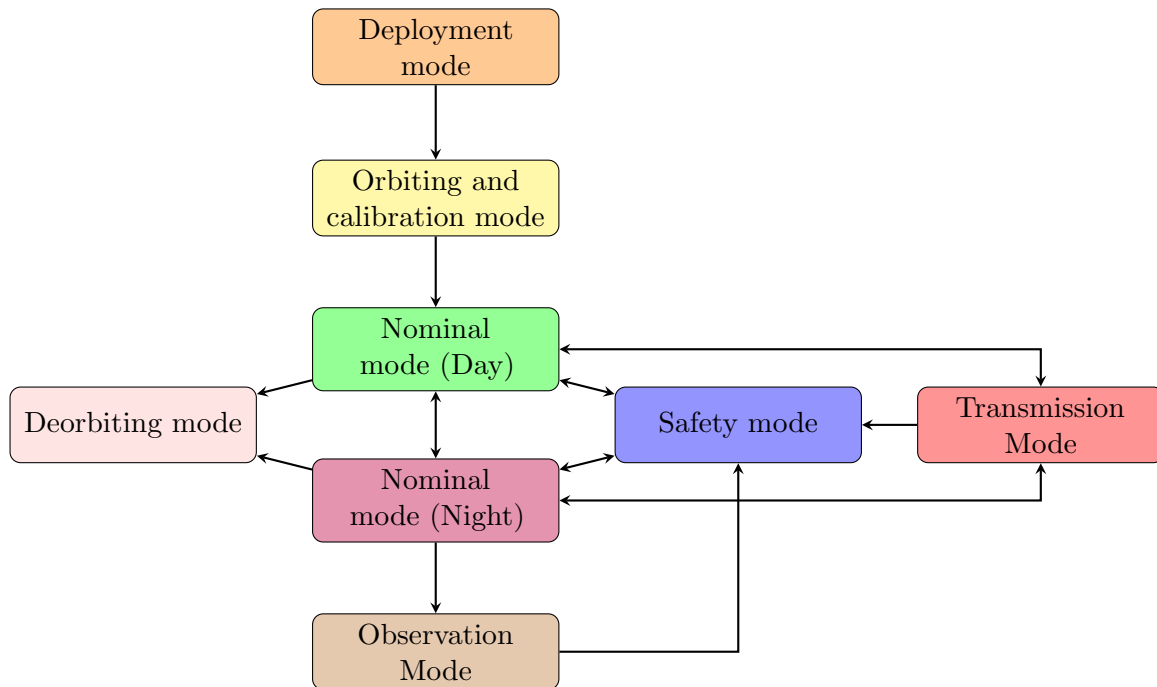 Deployment
mode
Orbiting and
calibration mode
Nominal
mode (Day)
Deorbiting mode
Safety mode
Transmission
Mode
Nominal
mode (Night)
Observation
Mode